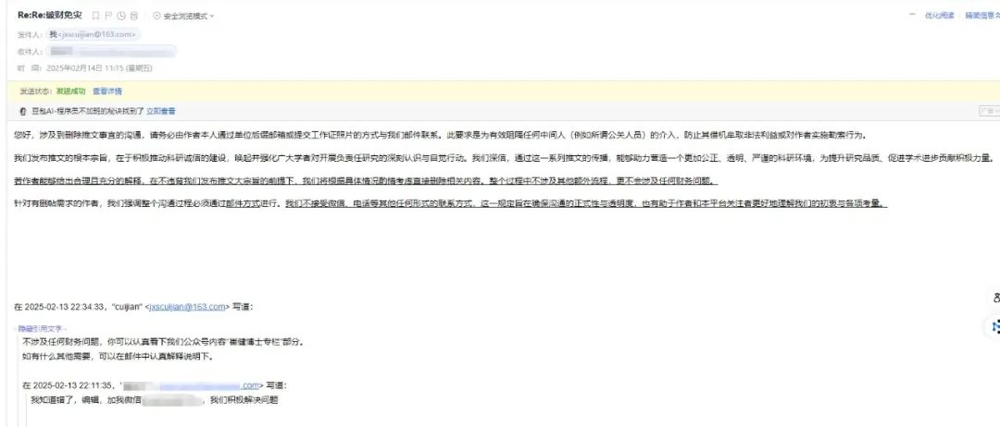 Re:Re:破财免灾 安全浏览模式
优化阅读 | 精简信息
发件人：我<jxscuijian@163.com>
收件人：
时 间：2025年02月14日 11:15 (星期五)
发送状态：发送成功 查看详情
豆包AI-程序员不加班的秘诀找到了 立即查看
您好，涉及到删除推文事宜的沟通，请务必由作者本人通过单位后缀邮箱或提交工作证照片的方式与我们邮件联系。此要求是为有效阻隔任何中间人（例如所谓公关人员）的介入，防止其借机牟取非法利益或对作者实施勒索行为。
我们发布推文的根本宗旨，在于积极推动科研诚信的建设，唤起并强化广大学者对开展负责任研究的深刻认识与自觉行动。我们深信，通过这一系列推文的传播，能够助力营造一个更加公正、透明、严谨的科研环境，为提升研究品质、促进学术进步贡献积极力量。
若作者能够给出合理且充分的解释，在不违背我们发布推文大宗旨的前提下，我们将根据具体情况酌情考虑直接删除相关内容。整个过程中不涉及其他额外流程，更不会涉及任何财务问题。
针对有删帖需求的作者，我们强调整个沟通过程必须通过邮件方式进行。我们不接受微信、电话等其他任何形式的联系方式，这一规定旨在确保沟通的正式性与透明度，也有助于作者和本平台关注者更好地理解我们的初衷与各项考量。
在 2025-02-13 22:34:33，"cuijian" <jxscuijian@163.com> 写道：
- 隐藏引用文字 -
不涉及任何财务问题，你可以认真看下我们公众号内容“崔健博士专栏”部分。
如有什么其他需要，可以在邮件中认真解释说明下。
在 2025-02-13 22:11:35，' .com> 写道：
我知道错了，编辑，加我微信 ，我们积极解决问题